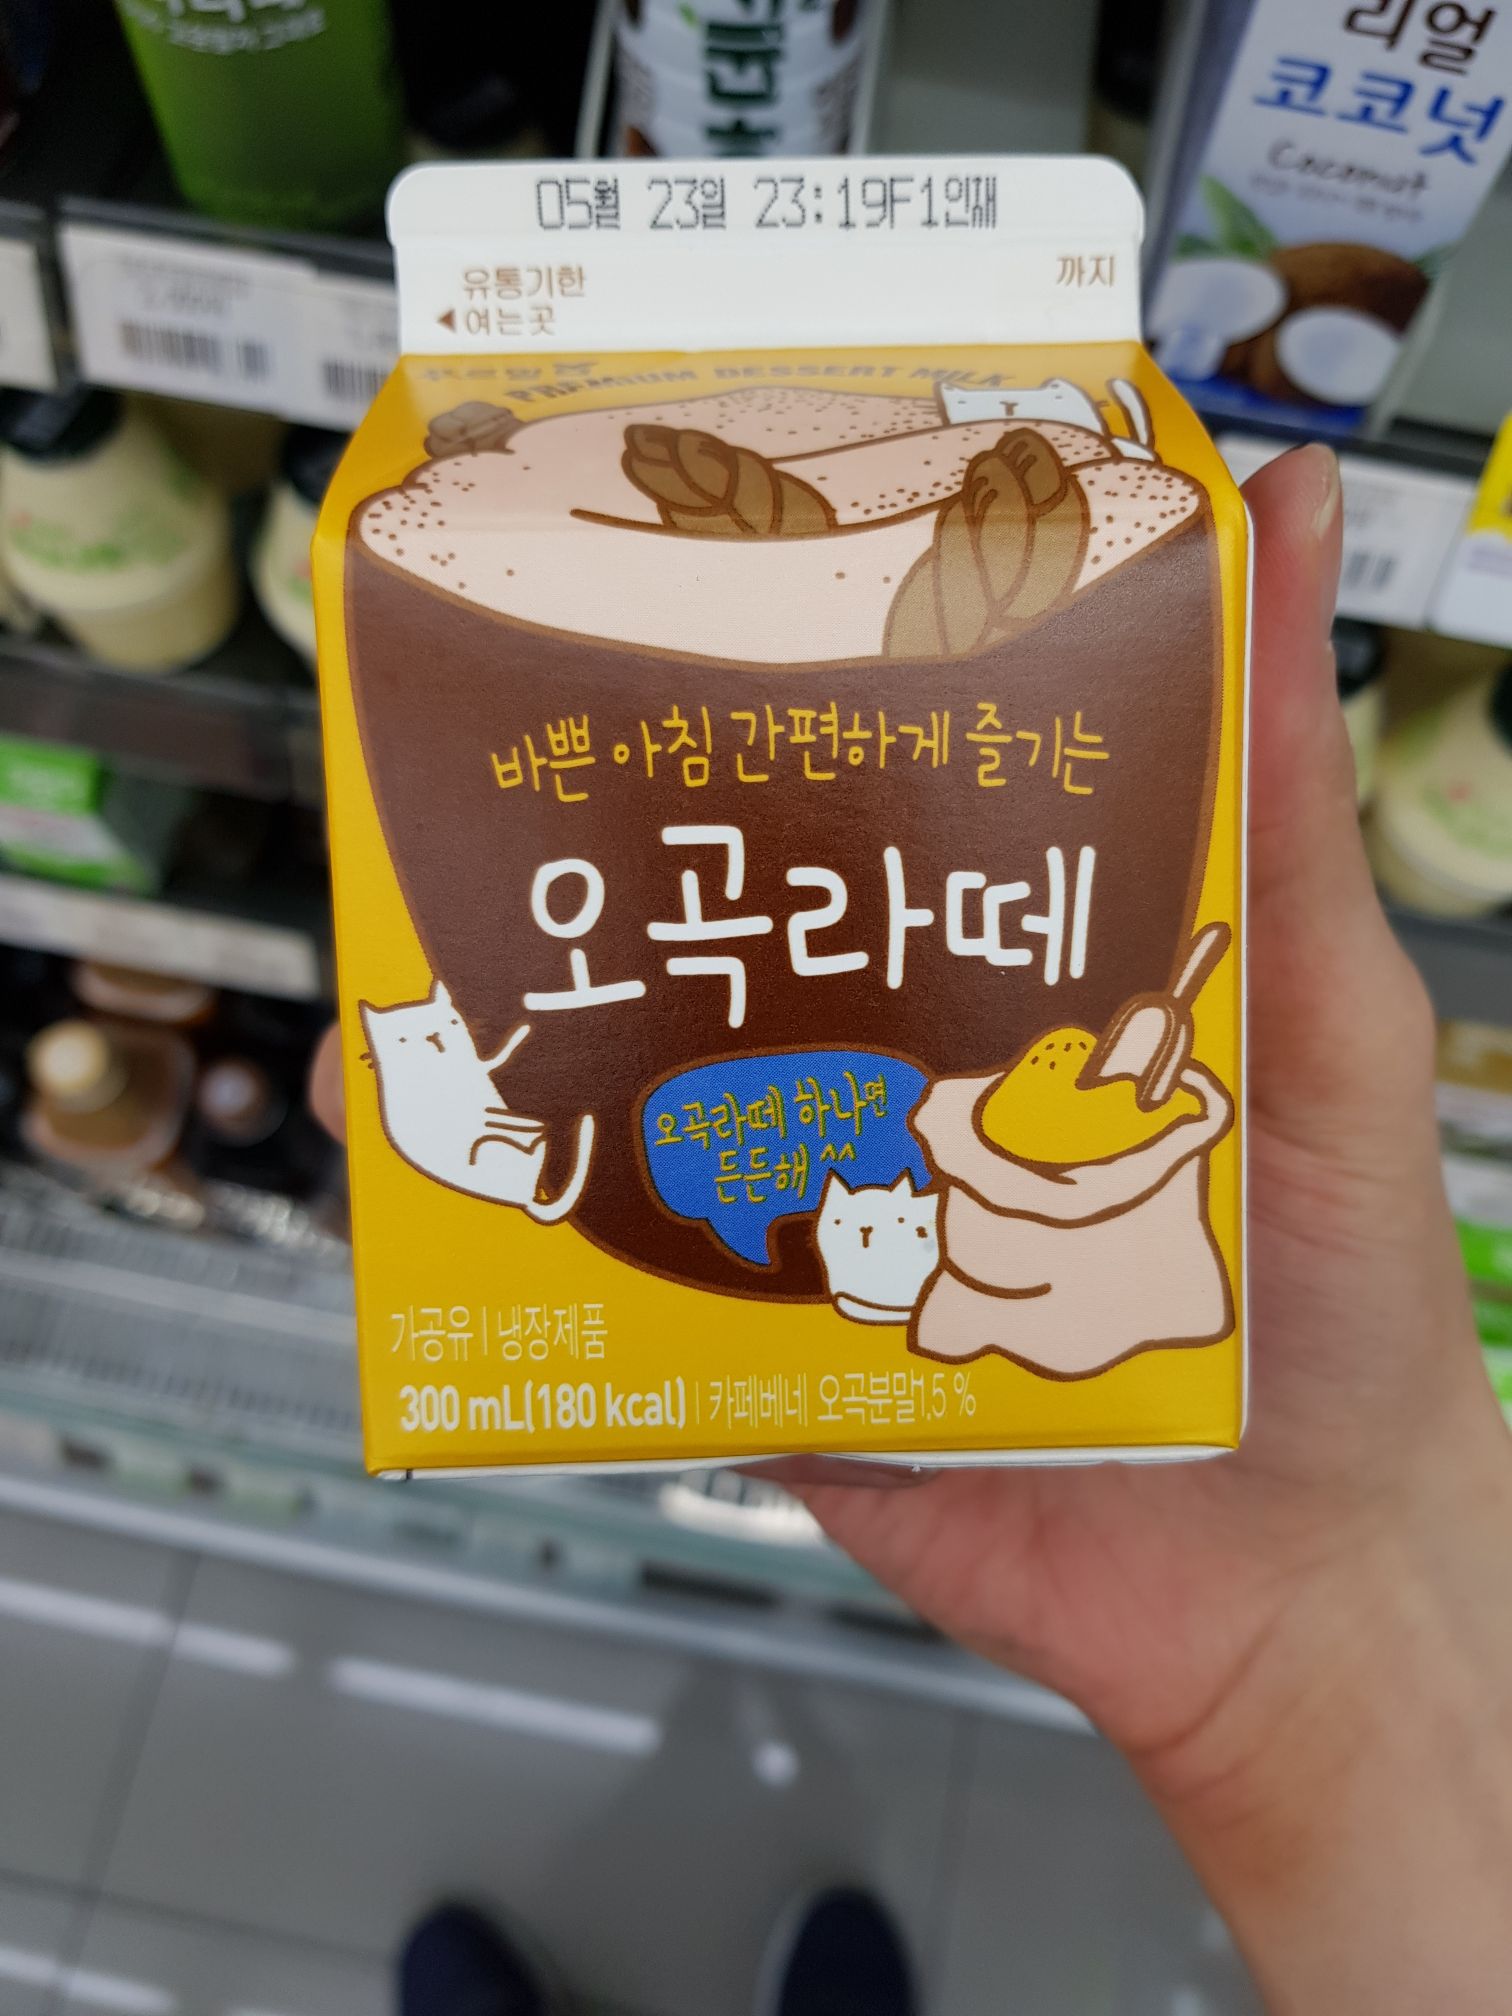 05월 23일 23:19F1인재
유통기한 까지
◀여는곳
PREMIUM DESSERT MILK
바쁜 아침 간편하게 즐기는
오곡라떼
오곡라떼 하나면
든든해 ^^
가공유 | 냉장제품
300 mL(180 kcal) | 카페베네 오곡분말1.5 %
리얼
코코넛
Coconut